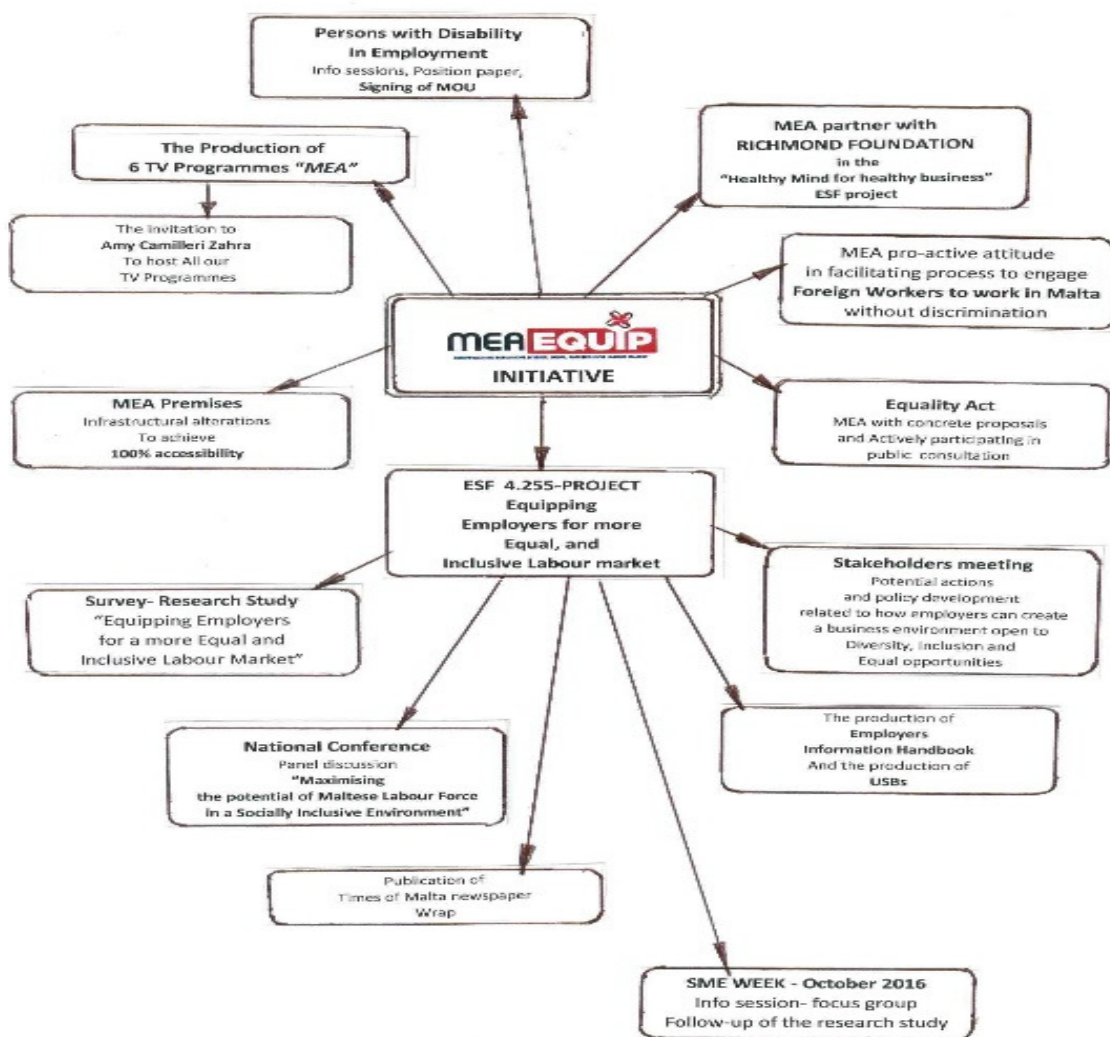 Persons with Disability
In Employment
Info sessions, Position paper,
Signing of MOU
The Production of
6 TV Programmes "MEA"
MEA partner with
RICHMOND FOUNDATION
in the
"Healthy Mind for healthy business"
ESF project
The invitation to
Amy Camilleri Zahra
To host All our
TV Programmes
MEA pro-active attitude
in facilitating process to engage
Foreign Workers to work in Malta
without discrimination
MEA EQUIP
INITIATIVE
MEA Premises
Infrastructural alterations
To achieve
100% accessibility
Equality Act
MEA with concrete proposals
and Actively participating in
public consultation
ESF 4.255-PROJECT
Equipping
Employers for more
Equal, and
Inclusive Labour market
Stakeholders meeting
Potential actions
and policy development
related to how employers can create
a business environment open to
Diversity, Inclusion and
Equal opportunities
Survey- Research Study
"Equipping Employers
for a more Equal and
Inclusive Labour Market"
The production of
Employers
Information Handbook
And the production of
USBs
National Conference
Panel discussion
"Maximising
the potential of Maltese Labour Force
in a Socially Inclusive Environment"
Publication of
Times of Malta newspaper
Wrap
SME WEEK - October 2016
Info session- focus group
Follow-up of the research study